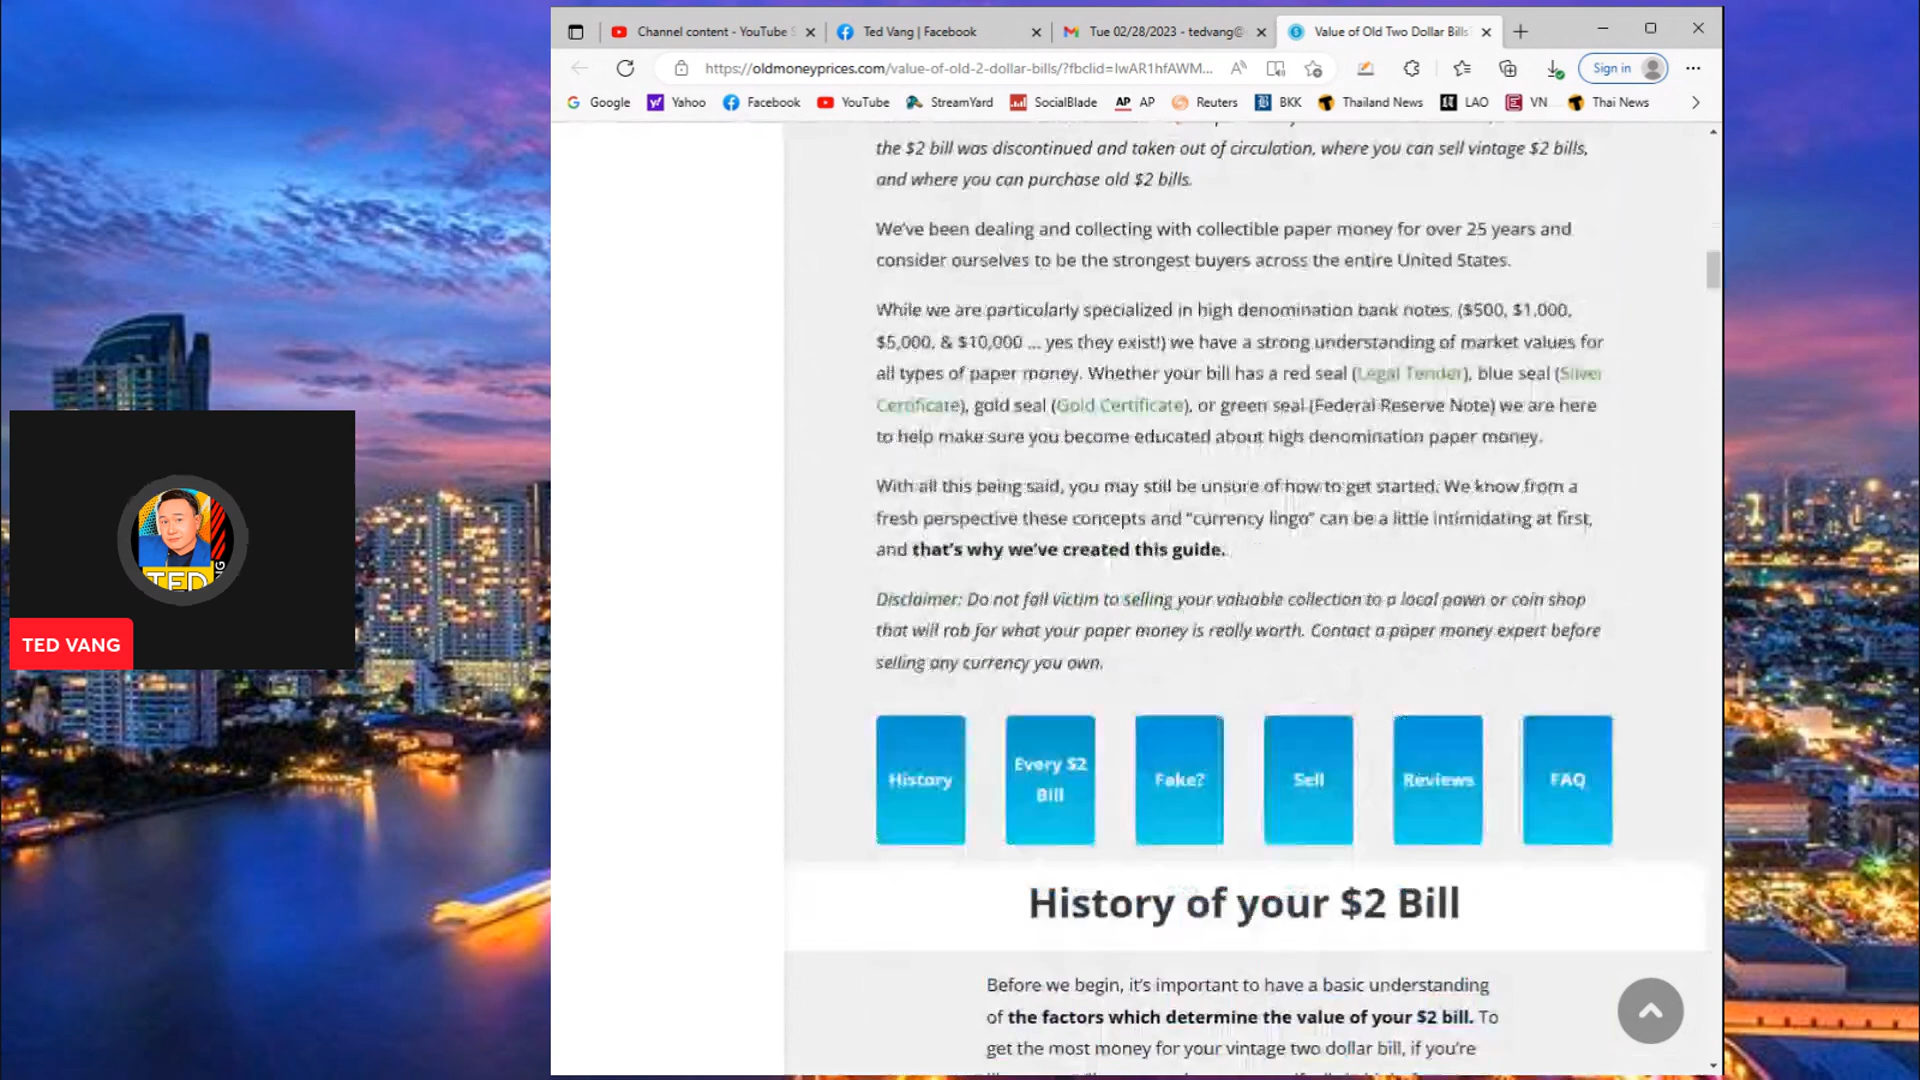 Channel content - YouTube S
Ted Vang | Facebook
Tue 02/28/2023 - tedvang@
Value of Old Two Dollar Bills
https://oldmoneyprices.com/value-of-old-2-dollar-bills/?fbclid=IwAR1hfAWM...
Sign in
Google
Yahoo
Facebook
YouTube
StreamYard
SocialBlade
AP AP
Reuters
BKK
Thailand News
LAO
VN
Thai News
the $2 bill was discontinued and taken out of circulation, where you can sell vintage $2 bills,
and where you can purchase old $2 bills.
We've been dealing and collecting with collectible paper money for over 25 years and
consider ourselves to be the strongest buyers across the entire United States.
While we are particularly specialized in high denomination bank notes, ($500, $1,000,
$5,000, & $10,000 ... yes they exist!) we have a strong understanding of market values for
all types of paper money. Whether your bill has a red seal (Legal Tender), blue seal (Silver
Certificate), gold seal (Gold Certificate), or green seal (Federal Reserve Note) we are here
to help make sure you become educated about high denomination paper money.
With all this being said, you may still be unsure of how to get started. We know from a
fresh perspective these concepts and "currency lingo" can be a little intimidating at first,
and that's why we've created this guide.
Disclaimer: Do not fall victim to selling your valuable collection to a local pawn or coin shop
that will rob for what your paper money is really worth. Contact a paper money expert before
selling any currency you own.
History
Every $2
Bill
Fake?
Sell
Reviews
FAQ
History of your $2 Bill
Before we begin, it's important to have a basic understanding
of the factors which determine the value of your $2 bill. To
get the most money for your vintage two dollar bill, if you're
TED
TED VANG